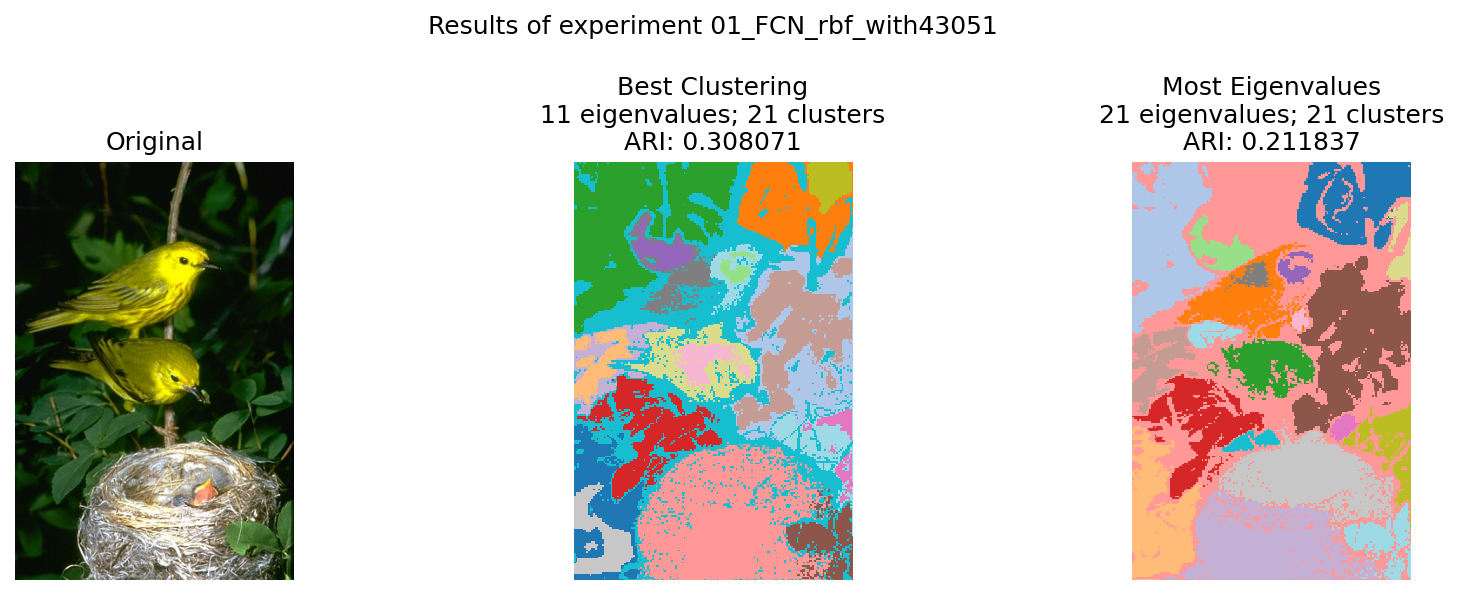 Results of experiment 01_FCN_rbf_with43051
Original
Best Clustering
11 eigenvalues; 21 clusters
ARI: 0.308071
Most Eigenvalues
21 eigenvalues; 21 clusters
ARI: 0.211837